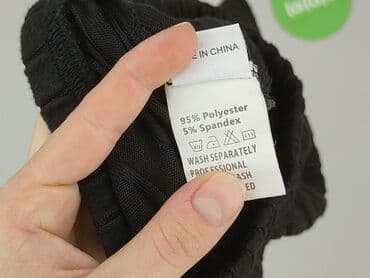 E IN CHINA
95% Polyester
5% Spandex
WASH SEPARATELY
PROFESSIONAL